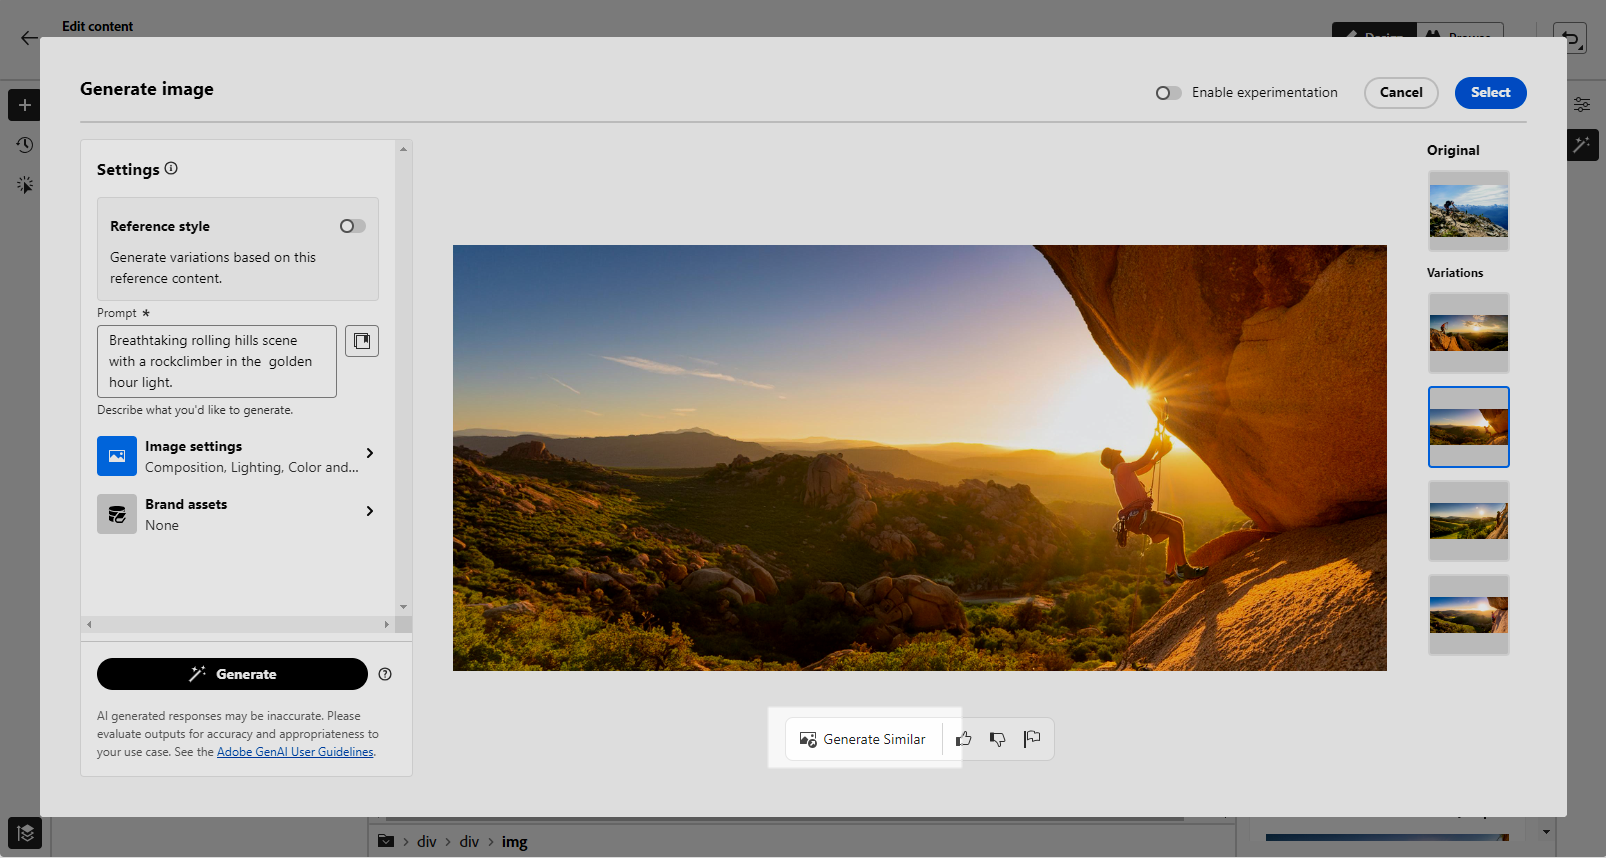 Edit content
Design
Browse
Generate image
Enable experimentation
Cancel
Select
Settings
Reference style
Generate variations based on this
reference content.
Prompt *
Breathtaking rolling hills scene
with a rockclimber in the  golden
hour light.
Describe what you'd like to generate.
Image settings
Composition, Lighting, Color and...
Brand assets
None
Generate
AI generated responses may be inaccurate. Please
evaluate outputs for accuracy and appropriateness to
your use case. See the Adobe GenAI User Guidelines.
Original
Variations
Generate Similar
div > div > img